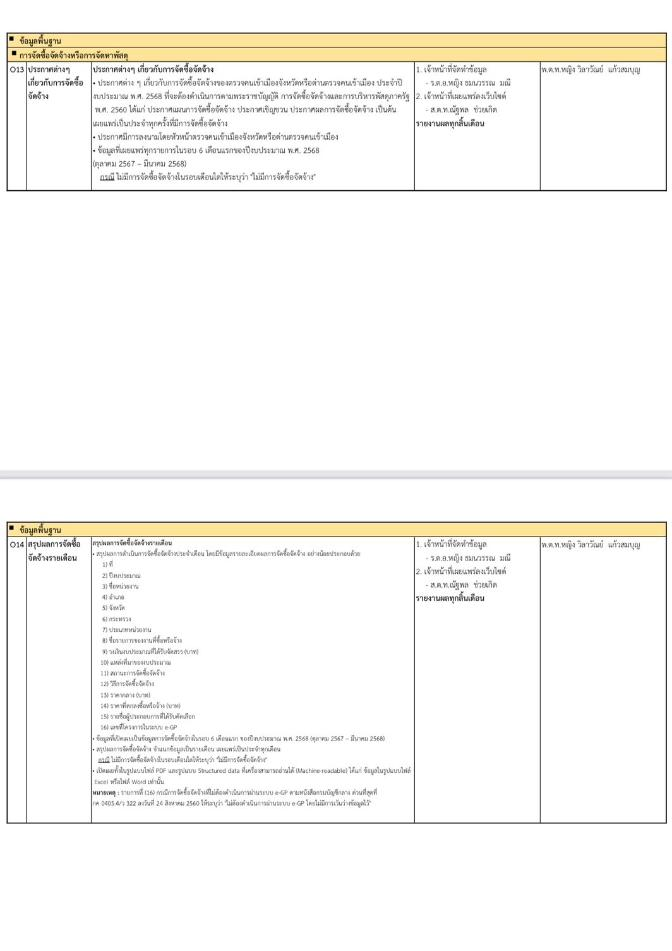 ■ ข้อมูลพื้นฐาน
■ การจัดซื้อจัดจ้างหรือการจัดหาพัสดุ
O13 ประกาศต่างๆ
เกี่ยวกับการจัดซื้อ
จัดจ้าง
ประกาศต่างๆ เกี่ยวกับการจัดซื้อจัดจ้าง
• ประกาศต่าง ๆ เกี่ยวกับการจัดซื้อจัดจ้างของตรวจคนเข้าเมืองจังหวัดหรือด่านตรวจคนเข้าเมือง ประจำปี
งบประมาณ พ.ศ. 2568 ที่จะต้องดำเนินการตามพระราชบัญญัติ การจัดซื้อจัดจ้างและการบริหารพัสดุภาครัฐ
พ.ศ. 2560 ได้แก่ ประกาศแผนการจัดซื้อจัดจ้าง ประกาศเชิญชวน ประกาศผลการจัดซื้อจัดจ้าง เป็นต้น
เผยแพร่เป็นประจำทุกครั้งที่มีการจัดซื้อจัดจ้าง
• ประกาศมีการลงนามโดยหัวหน้าตรวจคนเข้าเมืองจังหวัดหรือด่านตรวจคนเข้าเมือง
• ข้อมูลที่เผยแพร่ทุกรายการในรอบ 6 เดือนแรกของปีงบประมาณ พ.ศ. 2568
(ตุลาคม 2567 – มีนาคม 2568)
กรณี ไม่มีการจัดซื้อจัดจ้างในรอบเดือนใดให้ระบุว่า "ไม่มีการจัดซื้อจัดจ้าง"
1. เจ้าหน้าที่จัดทำข้อมูล
- ร.ต.อ.หญิง ธมนวรรณ มณี
2. เจ้าหน้าที่เผยแพร่ลงเว็บไซต์
- ส.ต.ท.ณัฐพล ช่วยเกิด
รายงานผลทุกสิ้นเดือน
พ.ต.ท.หญิง วิลาวัณย์ แก้วสมบุญ
■ ข้อมูลพื้นฐาน
O14 สรุปผลการจัดซื้อ
จัดจ้างรายเดือน
สรุปผลการจัดซื้อจัดจ้างรายเดือน
• สรุปผลการดำเนินการจัดซื้อจัดจ้างประจำเดือน โดยมีข้อมูลรายละเอียดผลการจัดซื้อจัดจ้าง อย่างน้อยประกอบด้วย
1) ที่
2) ปีงบประมาณ
3) ชื่อหน่วยงาน
4) อำเภอ
5) จังหวัด
6) กระทรวง
7) ประเภทหน่วยงาน
8) ชื่อรายการของงานที่ซื้อหรือจ้าง
9) วงเงินงบประมาณที่ได้รับจัดสรร (บาท)
10) แหล่งที่มาของงบประมาณ
11) สถานะการจัดซื้อจัดจ้าง
12) วิธีการจัดซื้อจัดจ้าง
13) ราคากลาง (บาท)
14) ราคาที่ตกลงซื้อหรือจ้าง (บาท)
15) รายชื่อผู้ประกอบการที่ได้รับคัดเลือก
16) เลขที่โครงการในระบบ e-GP
• ข้อมูลที่เปิดเผยเป็นข้อมูลการจัดซื้อจัดจ้างในรอบ 6 เดือนแรก ของปีงบประมาณ พ.ศ. 2568 (ตุลาคม 2567 – มีนาคม 2568)
• สรุปผลการจัดซื้อจัดจ้าง จำแนกข้อมูลเป็นรายเดือน เผยแพร่เป็นประจำทุกเดือน
กรณี ไม่มีการจัดซื้อจัดจ้างในรอบเดือนใดให้ระบุว่า "ไม่มีการจัดซื้อจัดจ้าง"
• เปิดเผยทั้งในรูปแบบไฟล์ PDF และรูปแบบ Structured data ที่เครื่องสามารถอ่านได้ (Machine-readable) ได้แก่ ข้อมูลในรูปแบบไฟล์
Excel หรือไฟล์ Word เท่านั้น
หมายเหตุ : รายการที่ (16) กรณีการจัดซื้อจัดจ้างที่ไม่ต้องดำเนินการผ่านระบบ e-GP ตามหนังสือกรมบัญชีกลาง ด่วนที่สุดที่
กค 0405.4/ว 322 ลงวันที่ 24 สิงหาคม 2560 ให้ระบุว่า "ไม่ต้องดำเนินการผ่านระบบ e-GP โดยไม่มีการเว้นว่างข้อมูลไว้"
1. เจ้าหน้าที่จัดทำข้อมูล
- ร.ต.อ.หญิง ธมนวรรณ มณี
2. เจ้าหน้าที่เผยแพร่ลงเว็บไซต์
- ส.ต.ท.ณัฐพล ช่วยเกิด
รายงานผลทุกสิ้นเดือน
พ.ต.ท.หญิง วิลาวัณย์ แก้วสมบุญ